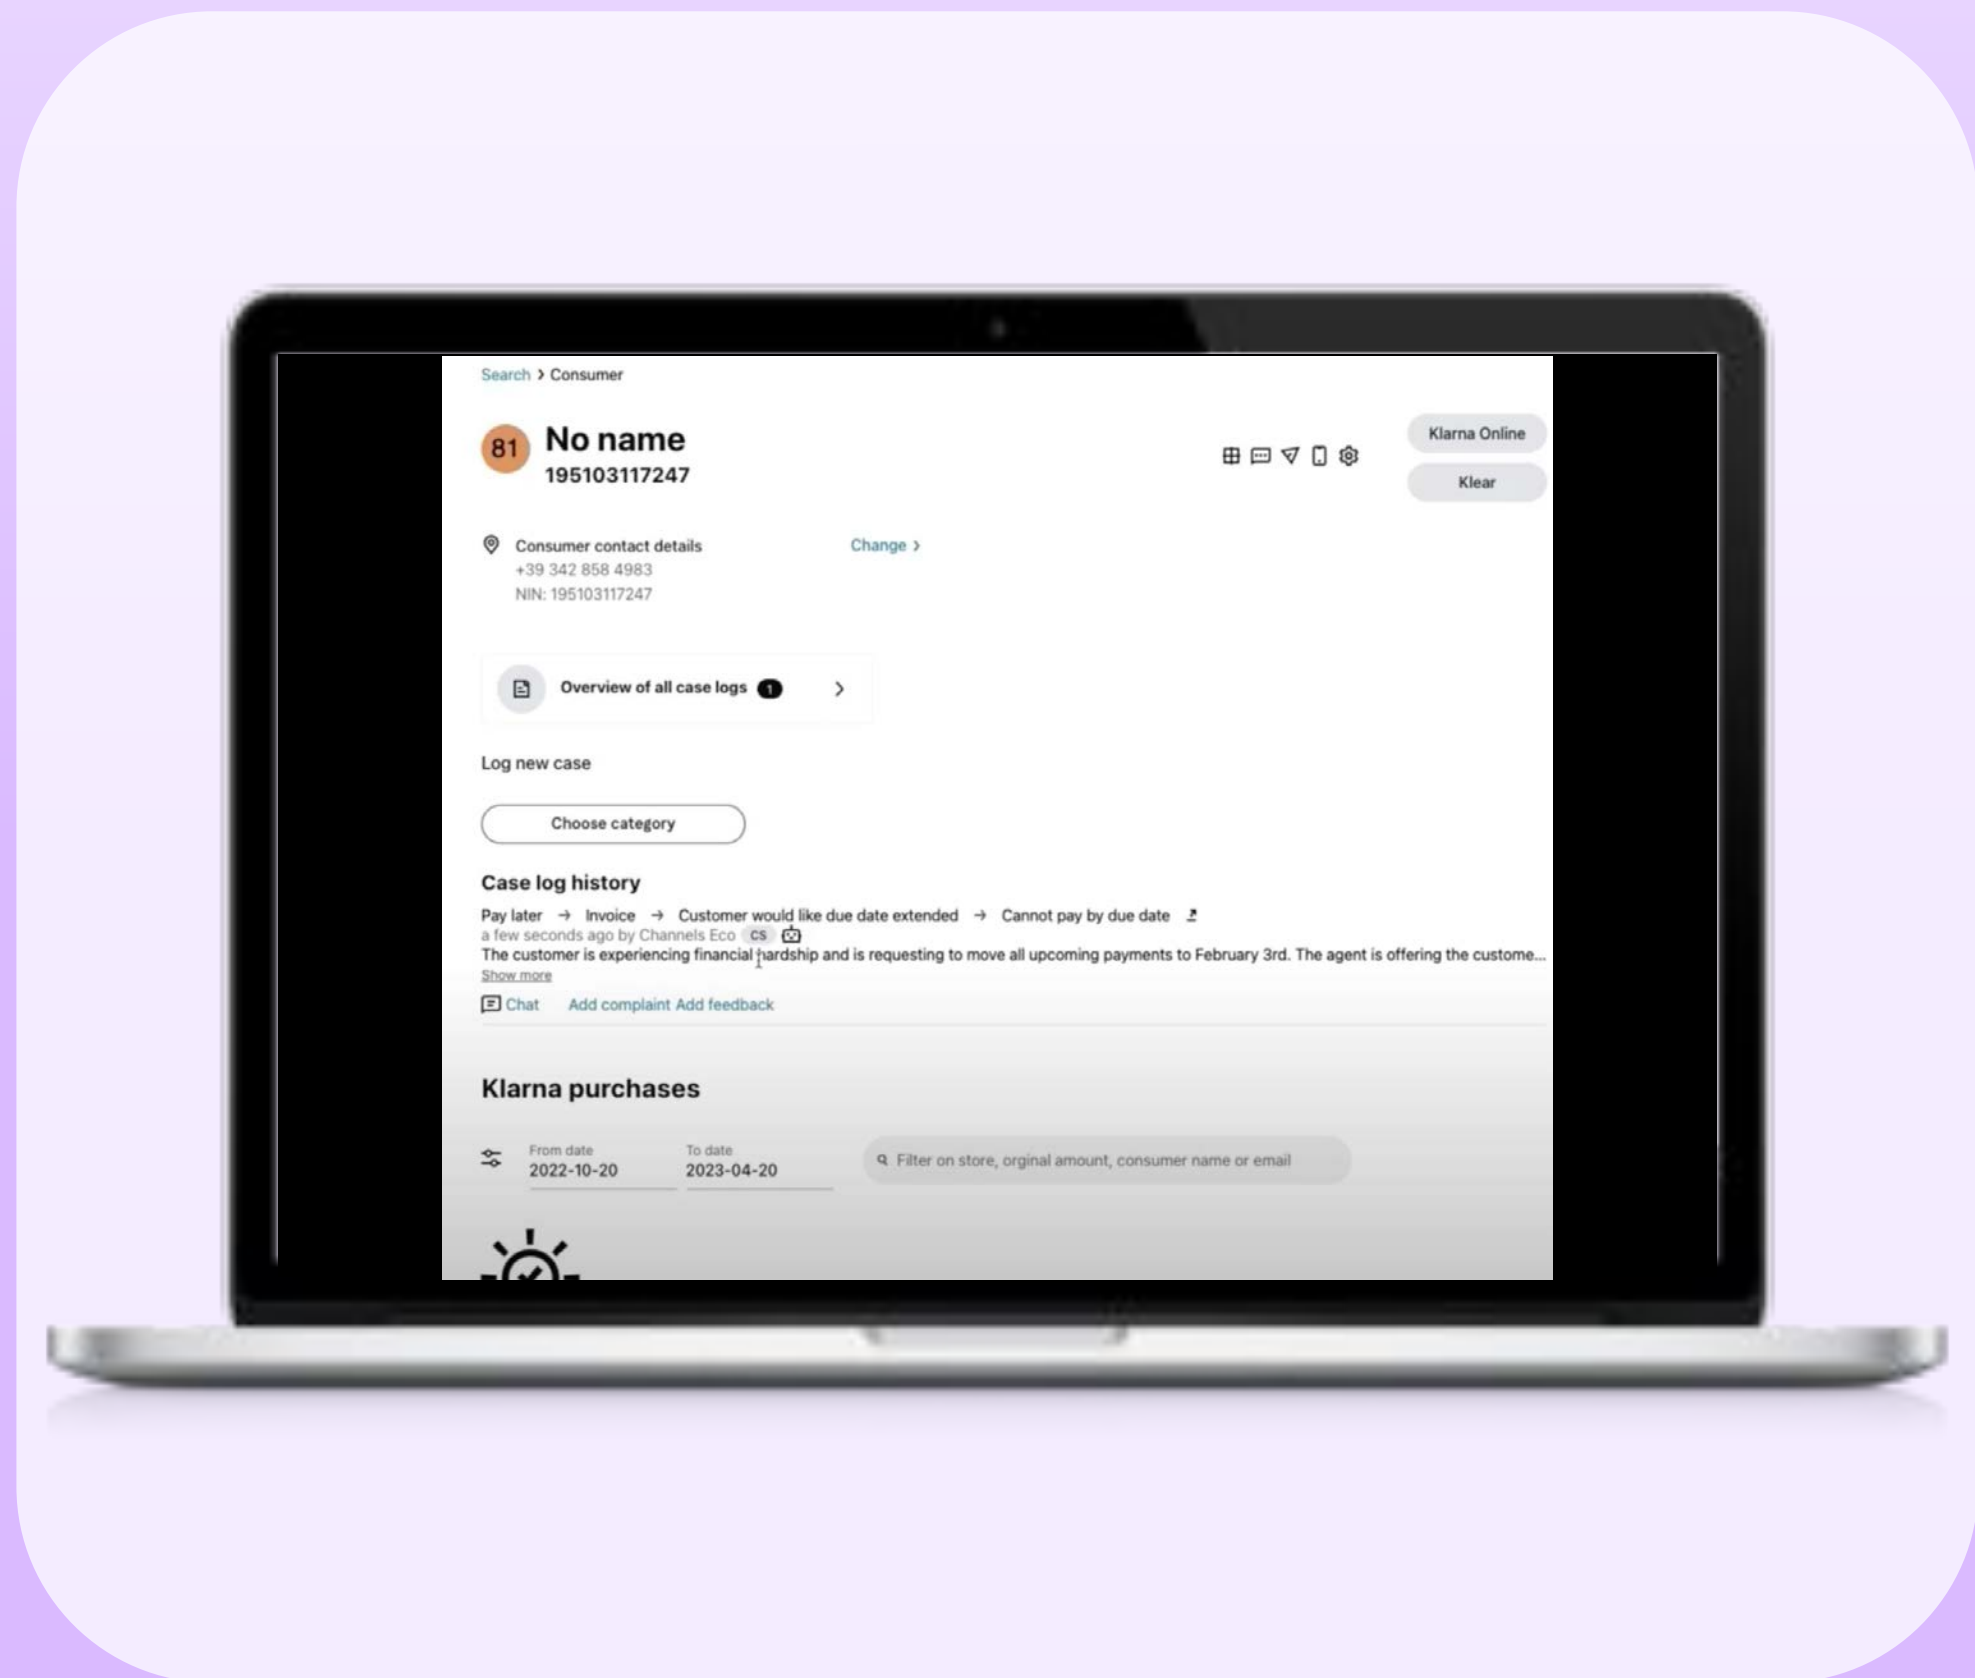 Search > Consumer
81
No name
195103117247
Klarna Online
Klear
Consumer contact details
Change >
+39 342 858 4983
NIN: 195103117247
Overview of all case logs 1 >
Log new case
Choose category
Case log history
Pay later → Invoice → Customer would like due date extended → Cannot pay by due date
a few seconds ago by Channels Eco CS
The customer is experiencing financial hardship and is requesting to move all upcoming payments to February 3rd. The agent is offering the custome...
Show more
Chat Add complaint Add feedback
Klarna purchases
From date
To date
2022-10-20
2023-04-20
Filter on store, orginal amount, consumer name or email